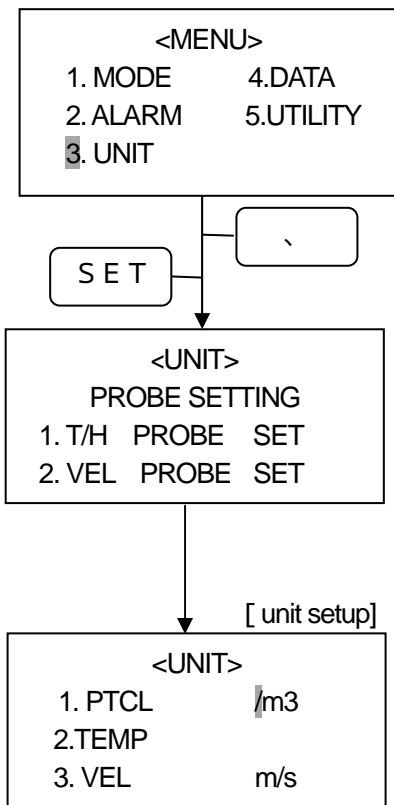 <MENU>
1. MODE 4.DATA
2. ALARM 5.UTILITY
3. UNIT
、
SET
<UNIT>
PROBE SETTING
1. T/H PROBE SET
2. VEL PROBE SET
[ unit setup]
<UNIT>
1. PTCL /m3
2.TEMP
3. VEL m/s